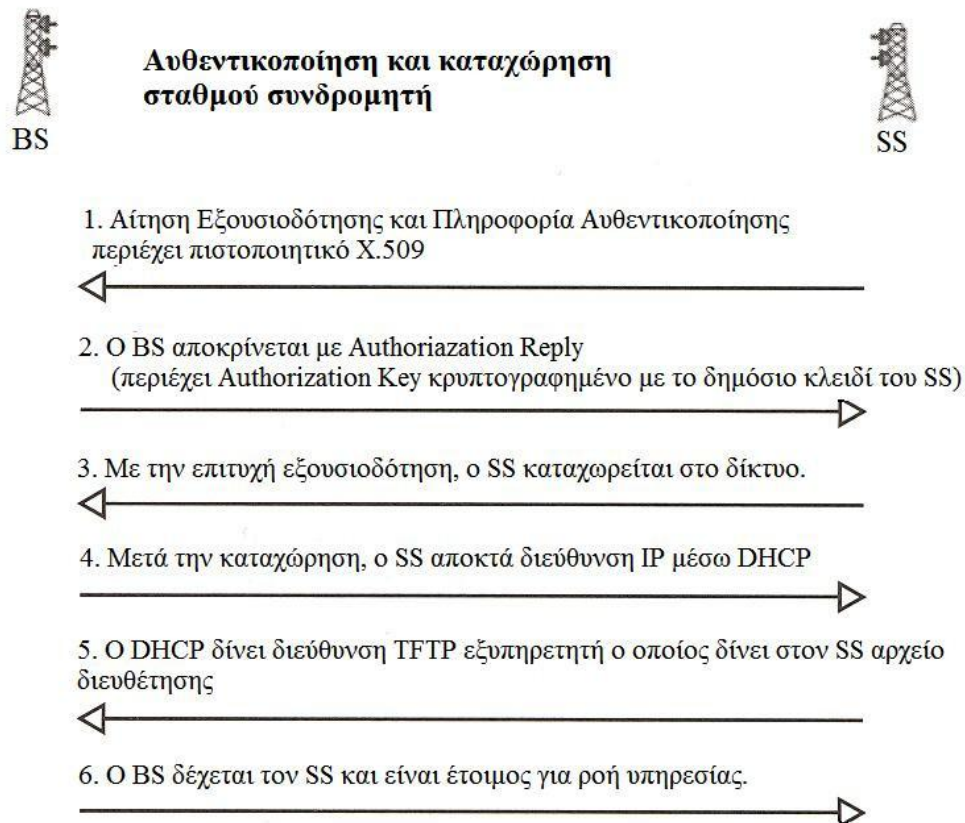 Αυθεντικοποίηση και καταχώρηση
σταθμού συνδρομητή
BS
SS
1. Αίτηση Εξουσιοδότησης και Πληροφορία Αυθεντικοποίησης
περιέχει πιστοποιητικό X.509
2. Ο BS αποκρίνεται με Authoriazation Reply
(περιέχει Authorization Key κρυπτογραφημένο με το δημόσιο κλειδί του SS)
3. Με την επιτυχή εξουσιοδότηση, ο SS καταχωρείται στο δίκτυο.
4. Μετά την καταχώρηση, ο SS αποκτά διεύθυνση IP μέσω DHCP
5. Ο DHCP δίνει διεύθυνση TFTP εξυπηρετητή ο οποίος δίνει στον SS αρχείο
διευθέτησης
6. Ο BS δέχεται τον SS και είναι έτοιμος για ροή υπηρεσίας.